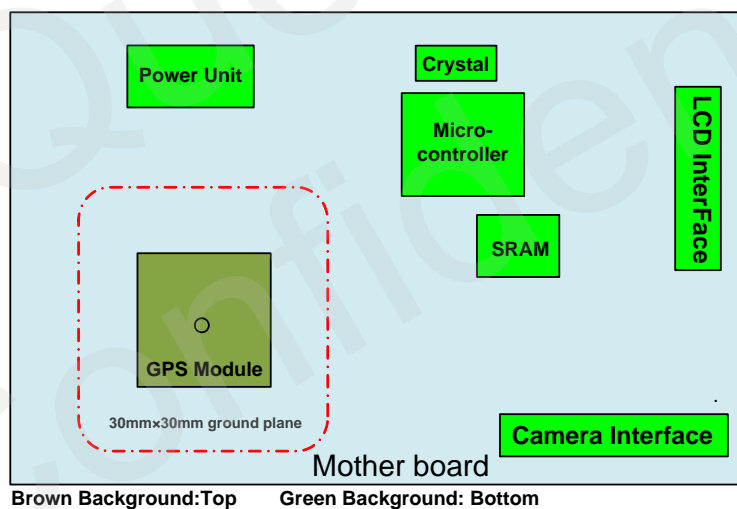 Power Unit
Crystal
Micro-
controller
LCD InterFace
SRAM
GPS Module
30mm×30mm ground plane
Camera Interface
Mother board
Brown Background:Top Green Background: Bottom